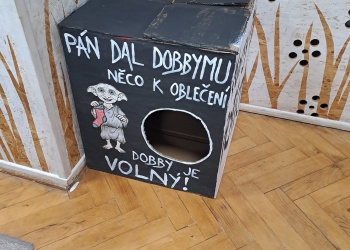 PÁN DAL DOBBYMU
NĚCO K OBLEČENÍ
DOBBY JE
VOLNÝ!